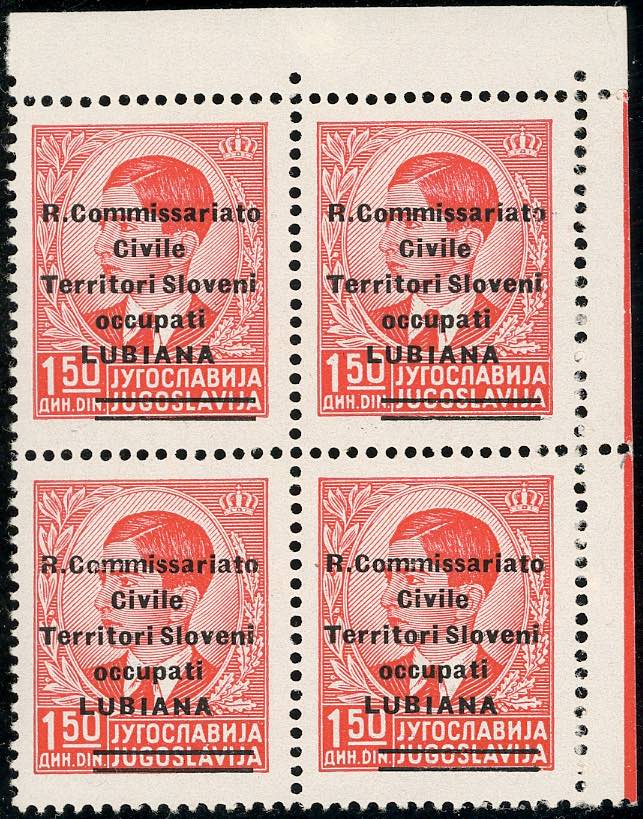 R.Commissariato
Civile
Territori Sloveni
occupati
LUBIANA
1.50 ЈУГОСЛАВИЈА
ДИН.DIN. JUGOSLAVIJA
R.Commissariato
Civile
Territori Sloveni
occupati
LUBIANA
1.50 ЈУГОСЛАВИЈА
ДИН.DIN. JUGOSLAVIJA
R.Commissariato
Civile
Territori Sloveni
occupati
LUBIANA
1.50 ЈУГОСЛАВИЈА
ДИН.DIN. JUGOSLAVIJA
R.Commissariato
Civile
Territori Sloveni
occupati
LUBIANA
1.50 ЈУГОСЛАВИЈА
ДИН.DIN. JUGOSLAVIJA